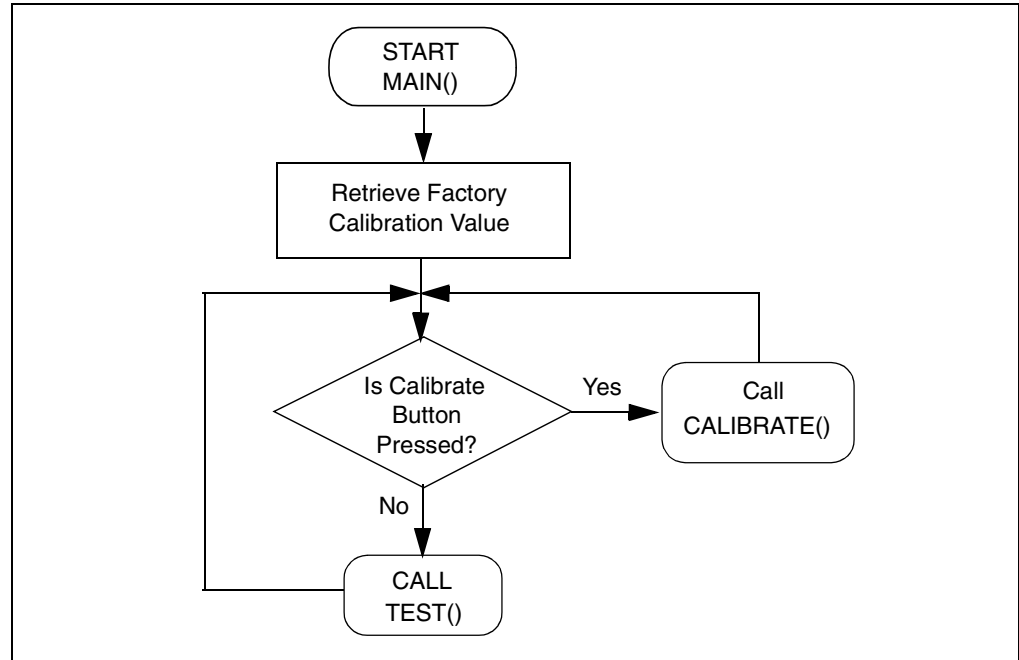 START
MAIN()
Retrieve Factory
Calibration Value
Is Calibrate
Button
Pressed?
Yes
Call
CALIBRATE()
No
CALL
TEST()